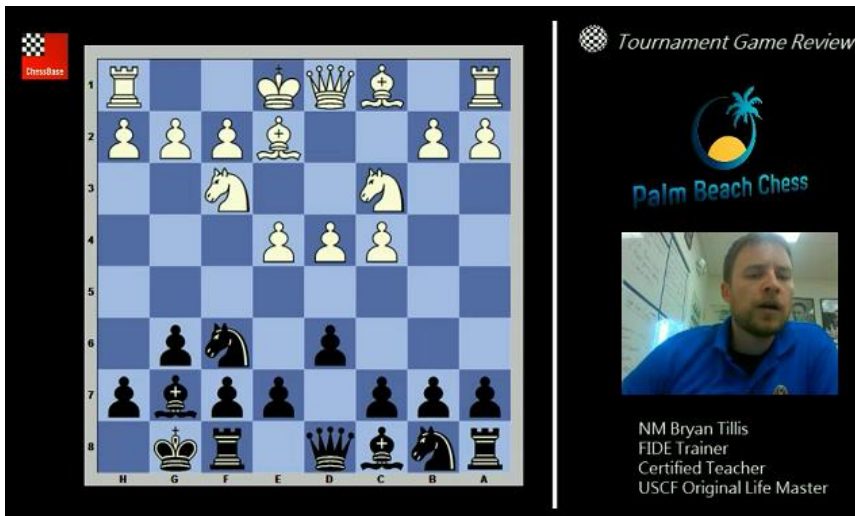 ChessBase
Tournament Game Review
Palm Beach Chess
1
2
3
4
5
6
7
8
H G F E D C B A
NM Bryan Tillis
FIDE Trainer
Certified Teacher
USCF Original Life Master